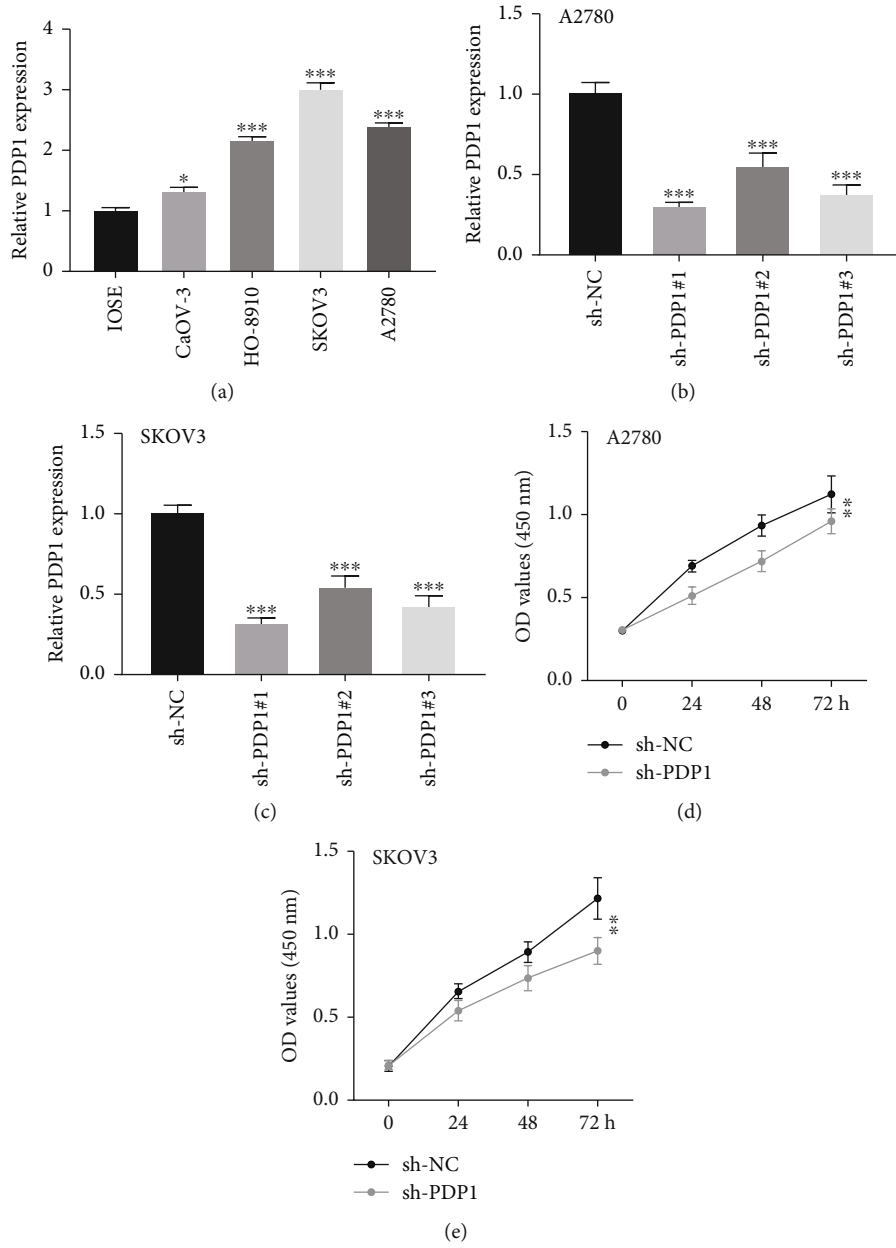 Relative PDP1 expression
4
3
2
1
0
*
***
***
***
IOSE
CaOV-3
HO-8910
SKOV3
A2780
(a)
A2780
Relative PDP1 expression
1.5
1.0
0.5
0.0
***
***
***
sh-NC
sh-PDP1#1
sh-PDP1#2
sh-PDP1#3
(b)
SKOV3
Relative PDP1 expression
1.5
1.0
0.5
0.0
***
***
***
sh-NC
sh-PDP1#1
sh-PDP1#2
sh-PDP1#3
(c)
A2780
OD values (450 nm)
1.5
1.0
0.5
0.0
**
0 24 48 72 h
sh-NC
sh-PDP1
(d)
SKOV3
OD values (450 nm)
1.5
1.0
0.5
0.0
**
0 24 48 72 h
sh-NC
sh-PDP1
(e)